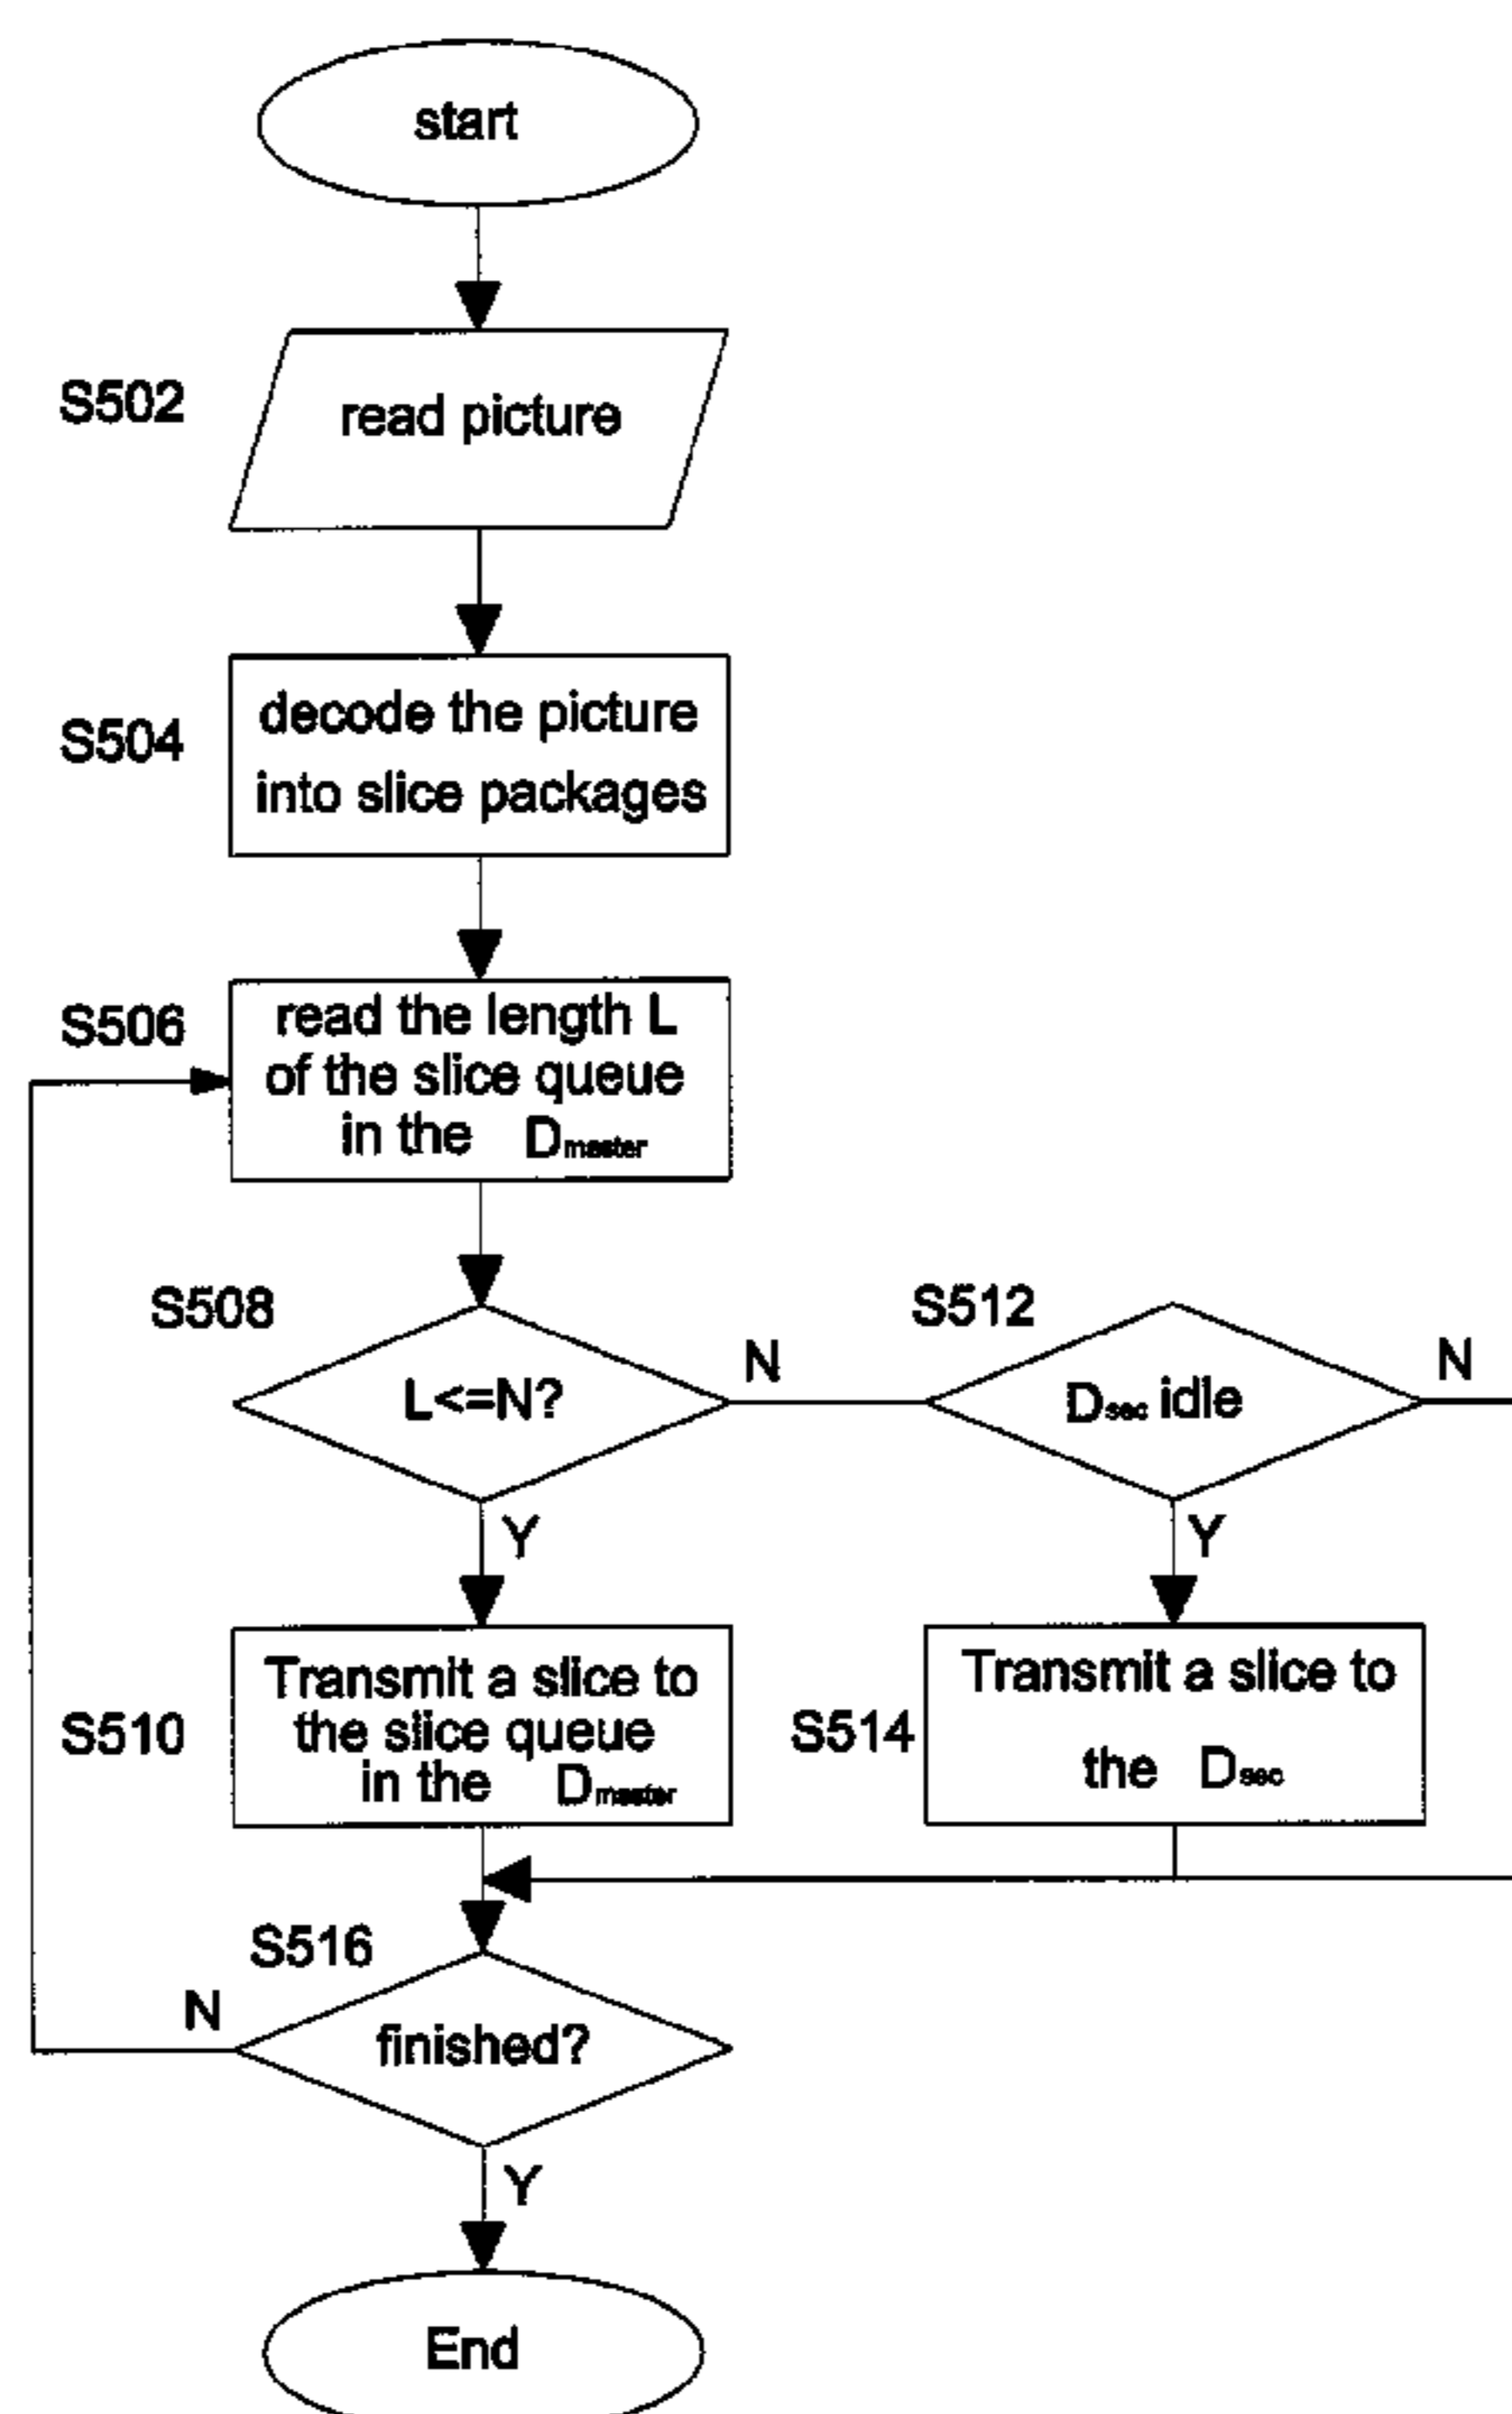 start
S502
read picture
S504
decode the picture
into slice packages
S506
read the length L
of the slice queue
in the Dmaster
S508
L<=N?
N
S512
Dsec idle
N
Y
Y
S510
Transmit a slice to
the slice queue
in the Dmaster
S514
Transmit a slice to
the Dsec
S516
N
finished?
Y
End